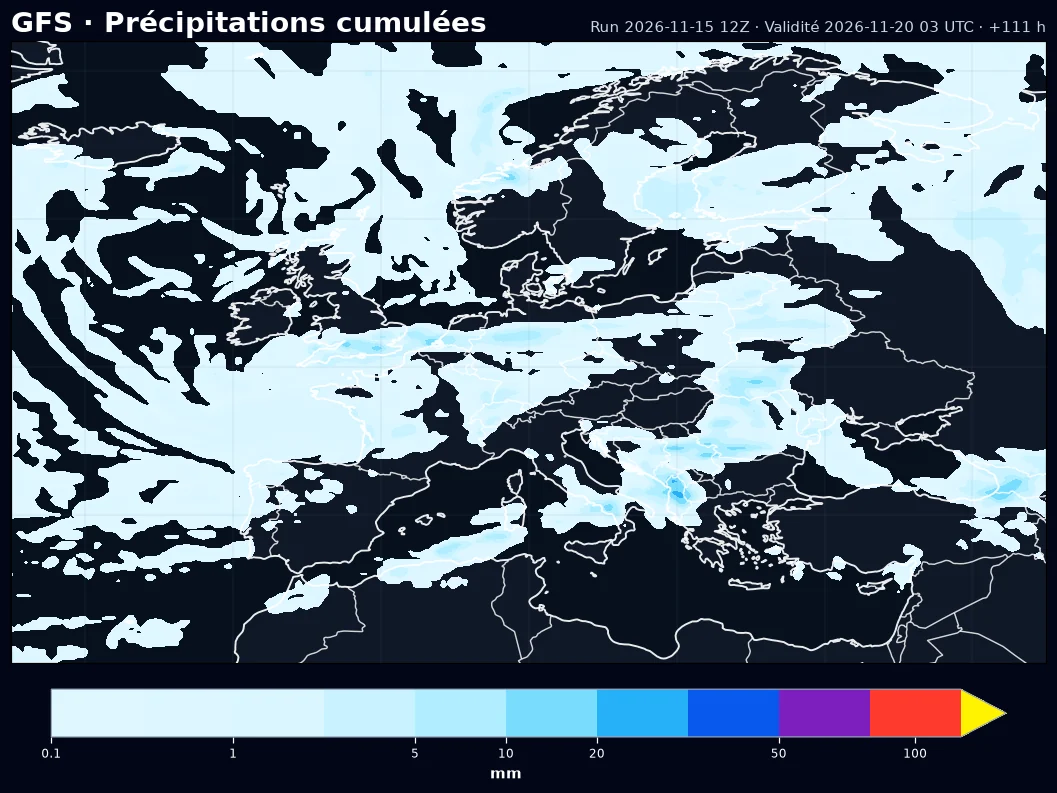 GFS · Précipitations cumulées
Run 2026-11-15 12Z · Validité 2026-11-20 03 UTC · +111 h
0.1 1 5 10 20 50 100
mm